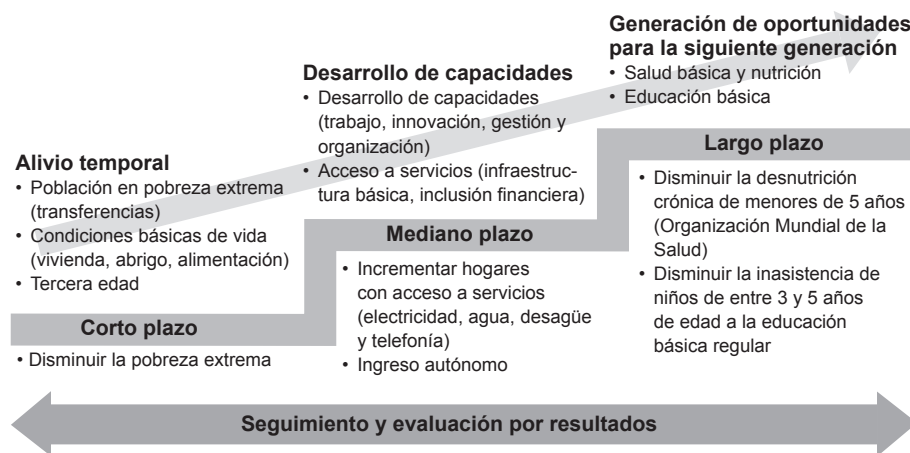 Generación de oportunidades
para la siguiente generación
• Salud básica y nutrición
• Educación básica
Desarrollo de capacidades
• Desarrollo de capacidades
(trabajo, innovación, gestión y
organización)
• Acceso a servicios (infraestruc-
tura básica, inclusión financiera)
Alivio temporal
• Población en pobreza extrema
(transferencias)
• Condiciones básicas de vida
(vivienda, abrigo, alimentación)
• Tercera edad
Corto plazo
• Disminuir la pobreza extrema
Mediano plazo
• Incrementar hogares
con acceso a servicios
(electricidad, agua, desagüe
y telefonía)
• Ingreso autónomo
Largo plazo
• Disminuir la desnutrición
crónica de menores de 5 años
(Organización Mundial de la
Salud)
• Disminuir la inasistencia de
niños de entre 3 y 5 años
de edad a la educación
básica regular
Seguimiento y evaluación por resultados